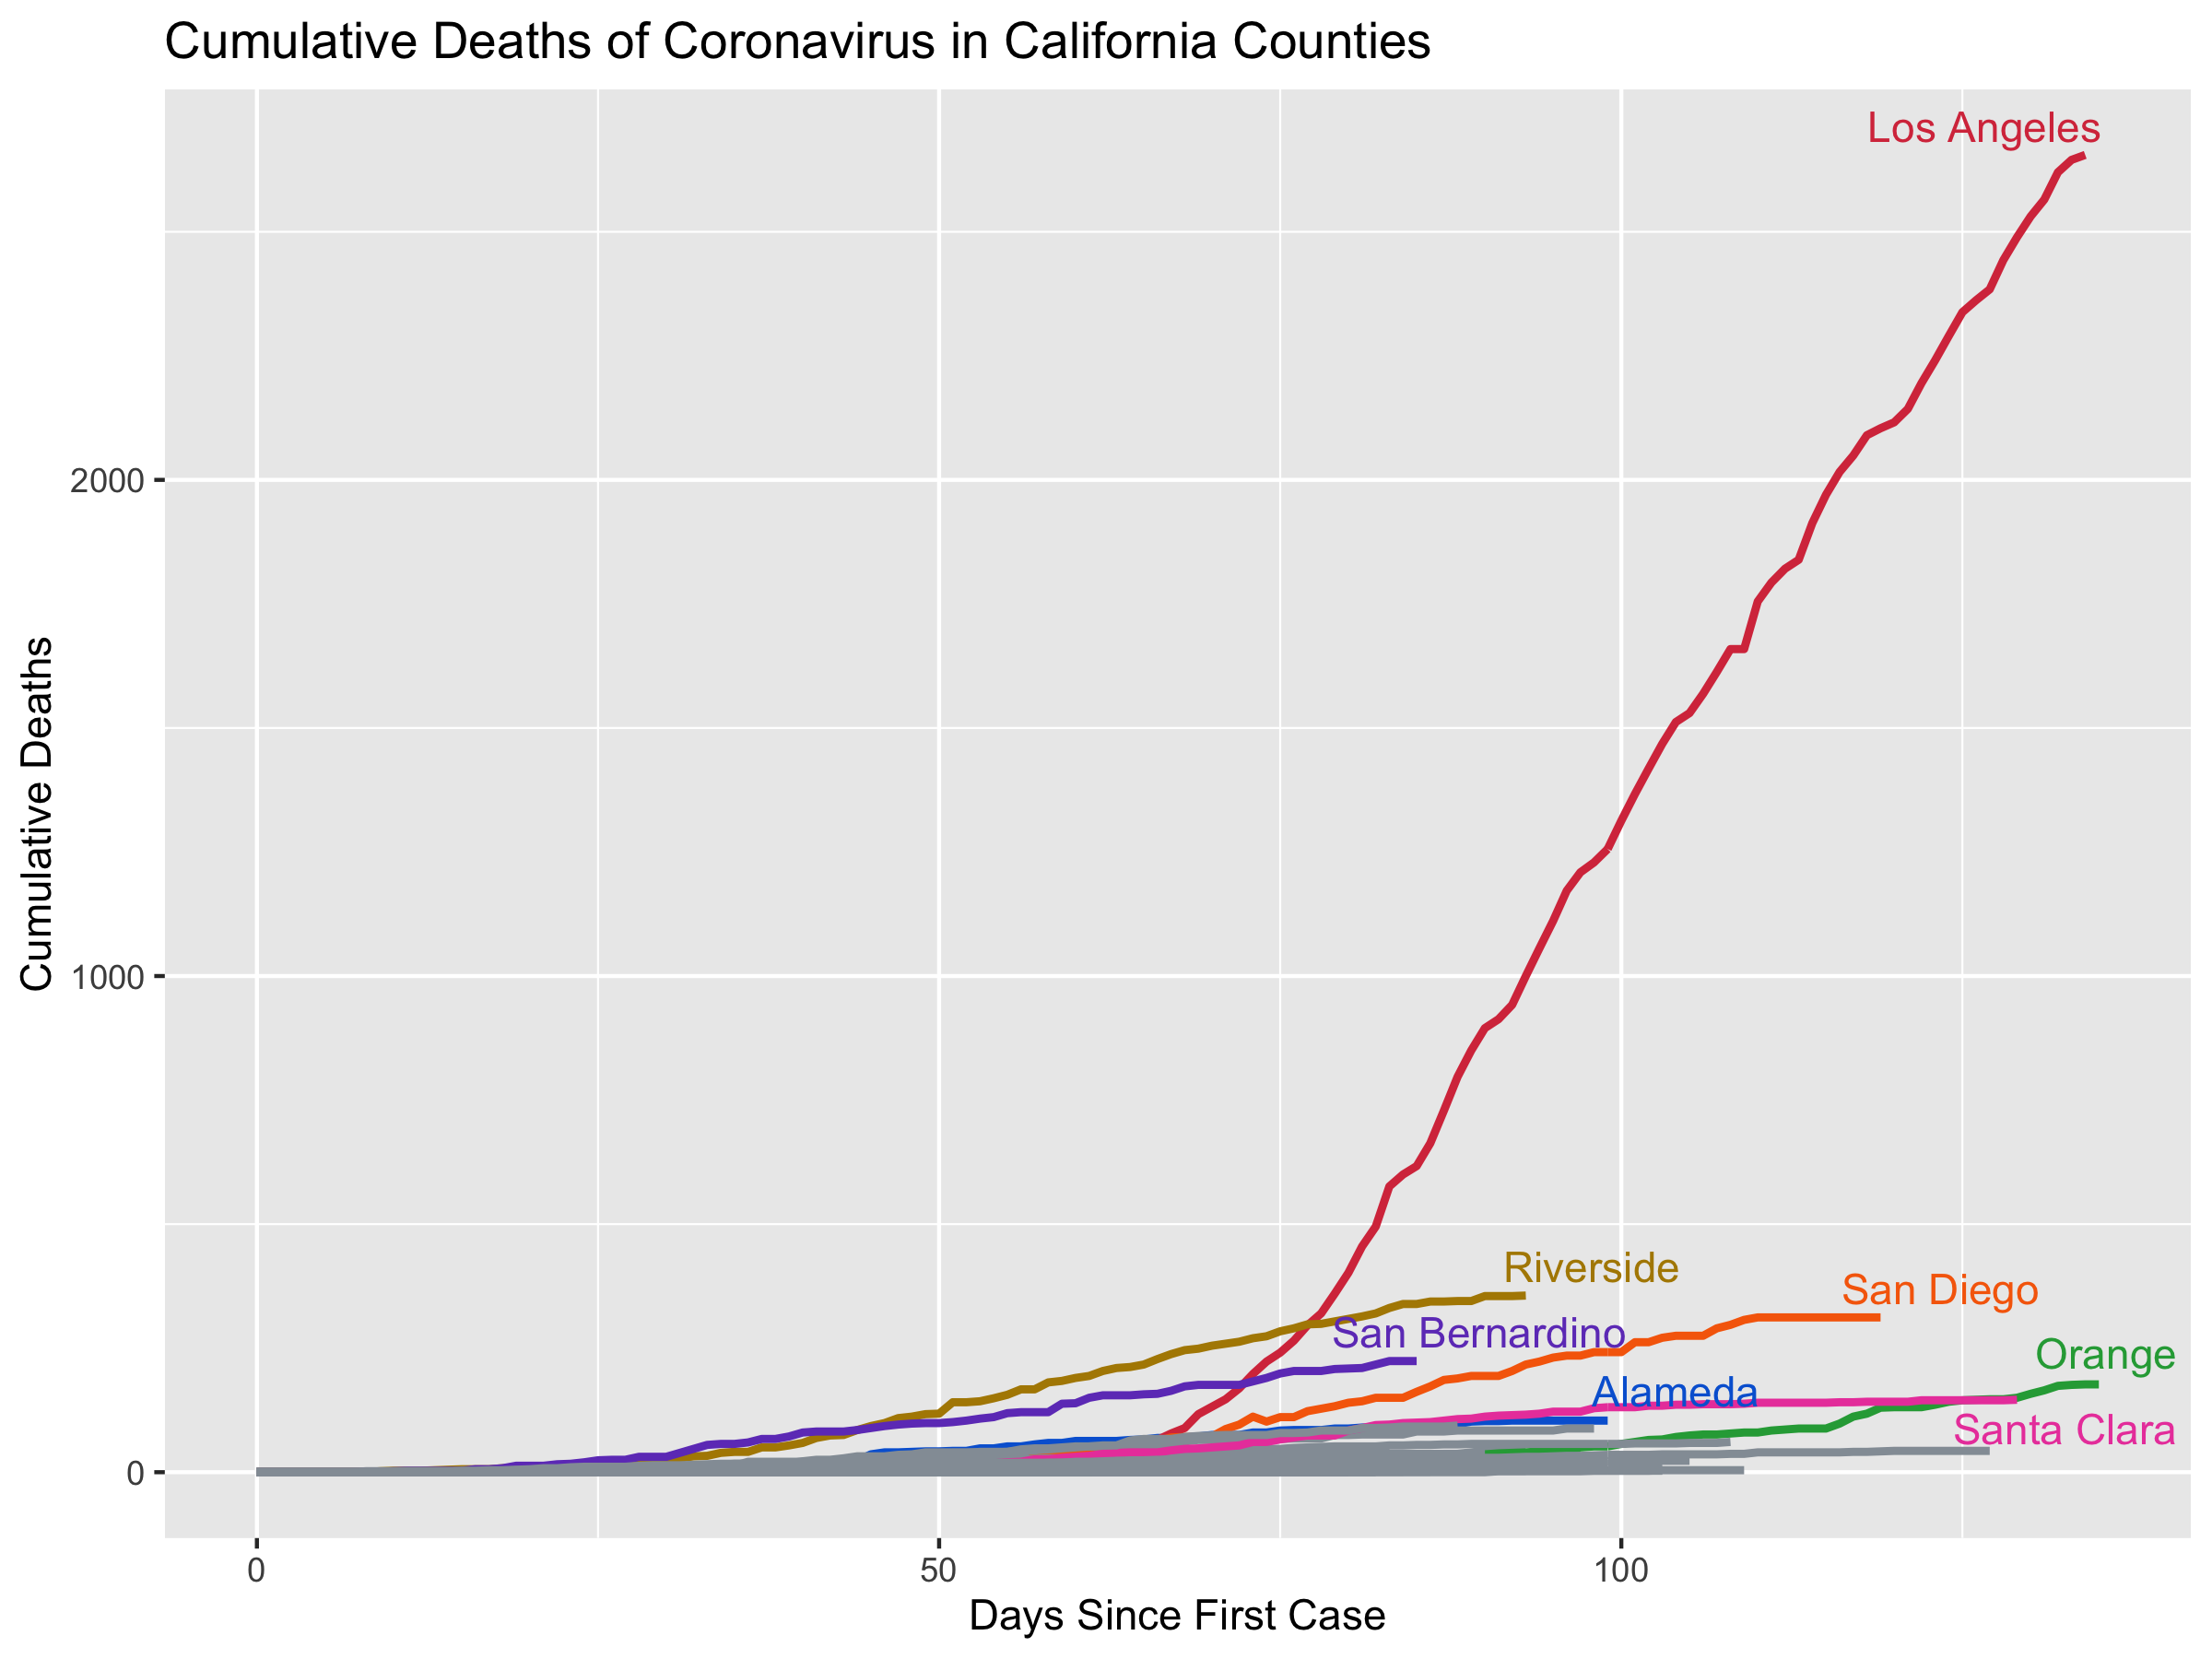 Cumulative Deaths of Coronavirus in California Counties
Los Angeles
2000
Cumulative Deaths
1000
Riverside
San Diego
San Bernardino
Orange
Alameda
Santa Clara
0
0 50 100
Days Since First Case